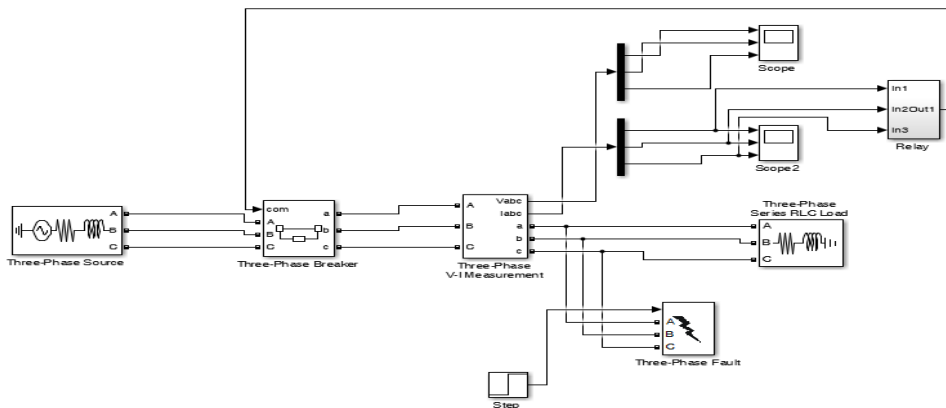 Scope
In1
In2Out1
In3
Relay
Scope2
A
B
C
Three-Phase Source
com
A
B
C
a
b
c
Three-Phase Breaker
A
B
C
Vabc
Iabc
a
b
c
Three-Phase
V-I Measurement
Three-Phase
Series RLC Load
A
B
C
A
B
C
Three-Phase Fault
Step